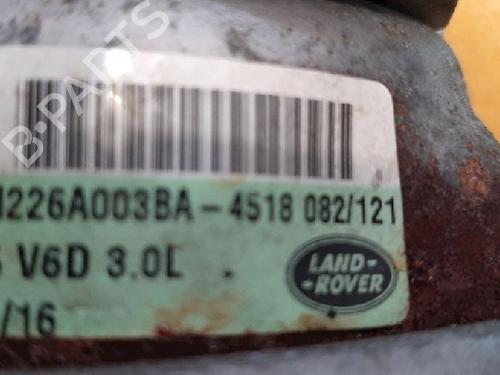 B-PARTS
226A003BA-4518 082/121
V6D 3.0L
LAND-
-ROVER
/16